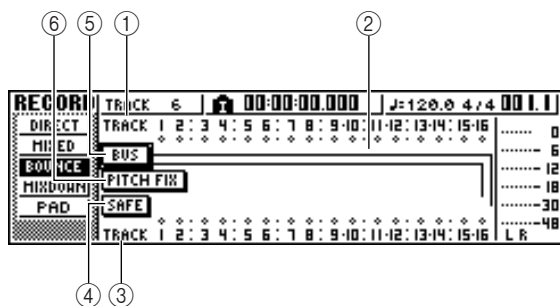 ⑥ ⑤ ① ②
RECORD TRACK 6 00:00:00.000 ♩=120.0 4/4 001.1
DIRECT
MIXED
BOUNCE
MIXDOWN
PAD
TRACK 1 2 : 3 4 : 5 6 : 7 8 : 9·10 : 11·12 : 13·14 : 15·16
BUS
PITCH FIX
SAFE
TRACK 1 2 : 3 4 : 5 6 : 7 8 : 9·10 : 11·12 : 13·14 : 15·16
0
6
12
18
30
48
L R
④ ③